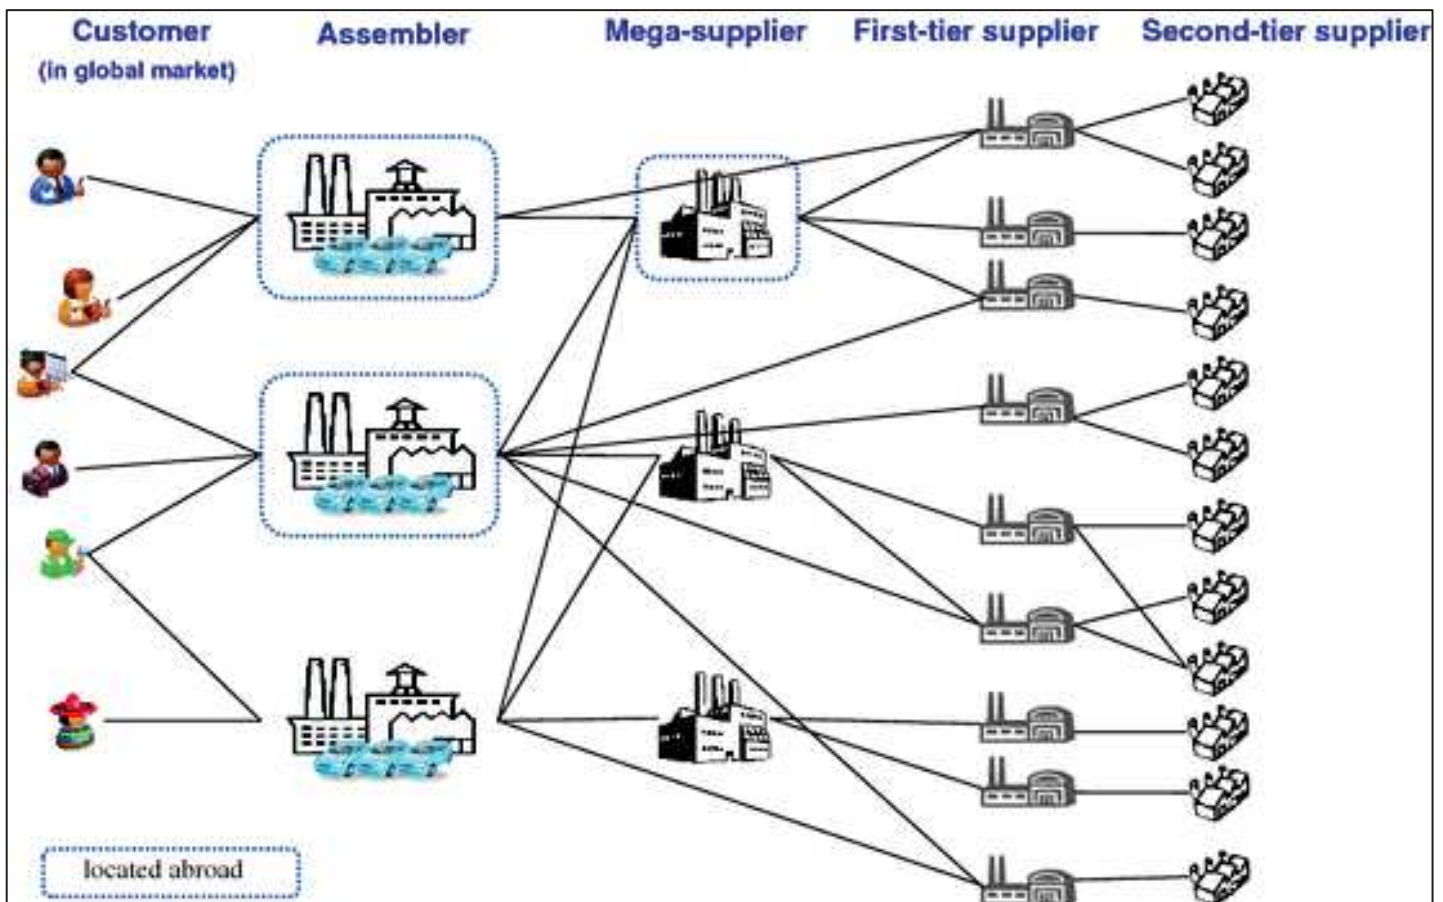 Customer
(in global market)
Assembler
Mega-supplier
First-tier supplier
Second-tier supplier
located abroad